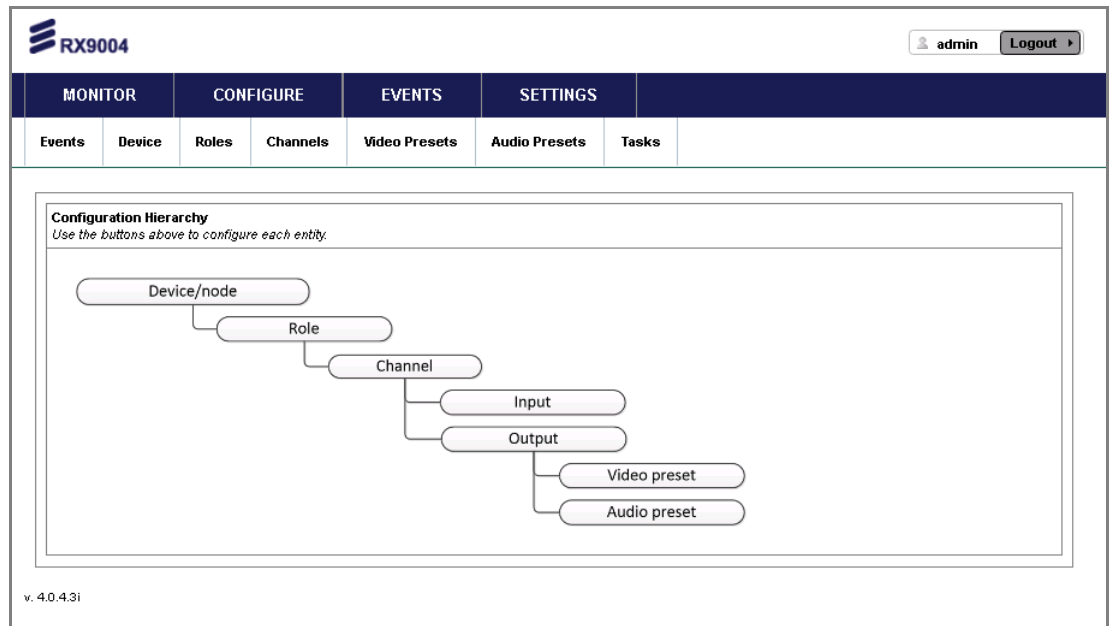 RX9004
admin Logout
MONITOR CONFIGURE EVENTS SETTINGS
Events Device Roles Channels Video Presets Audio Presets Tasks
Configuration Hierarchy
Use the buttons above to configure each entity.
Device/node
Role
Channel
Input
Output
Video preset
Audio preset
v. 4.0.4.3i